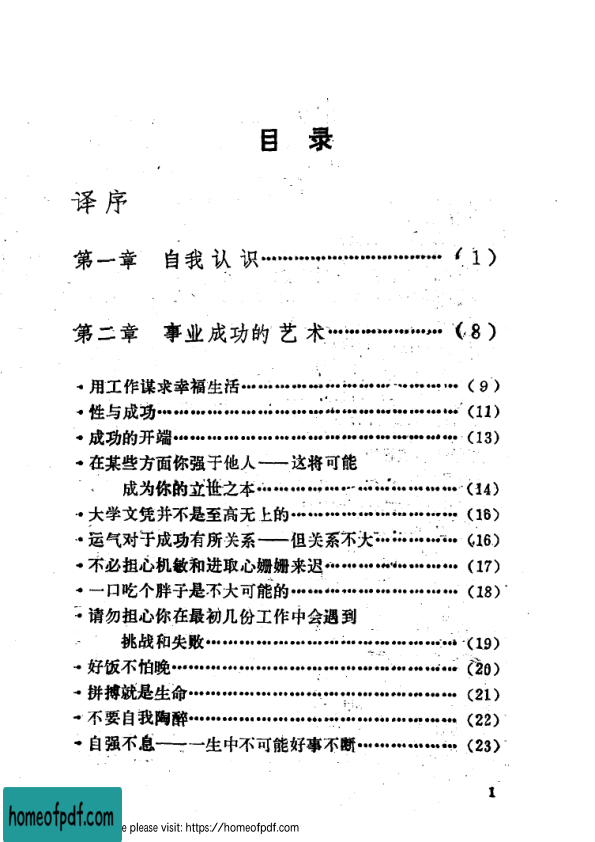 目 录
译序
第一章 自我认识……………………………(1)
第二章 事业成功的艺术…………………(8)
·用工作谋求幸福生活……………………………(9)
·性与成功……………………………………………(11)
·成功的开端…………………………………………(13)
·在某些方面你强于他人——这将可能
成为你的立世之本……………………………(14)
·大学文凭并不是至高无上的……………………(16)
·运气对于成功有所关系——但关系不大…………(16)
·不必担心机敏和进取心姗姗来迟………………(17)
·一口吃个胖子是不大可能的……………………(18)
·请勿担心你在最初几份工作中会遇到
挑战和失败……………………………………(19)
·好饭不怕晚…………………………………………(20)
·拼搏就是生命………………………………………(21)
·不要自我陶醉………………………………………(22)
·自强不息——一生中不可能好事不断……………(23)
1
homeofpdf.com
e please visit: https://homeofpdf.com